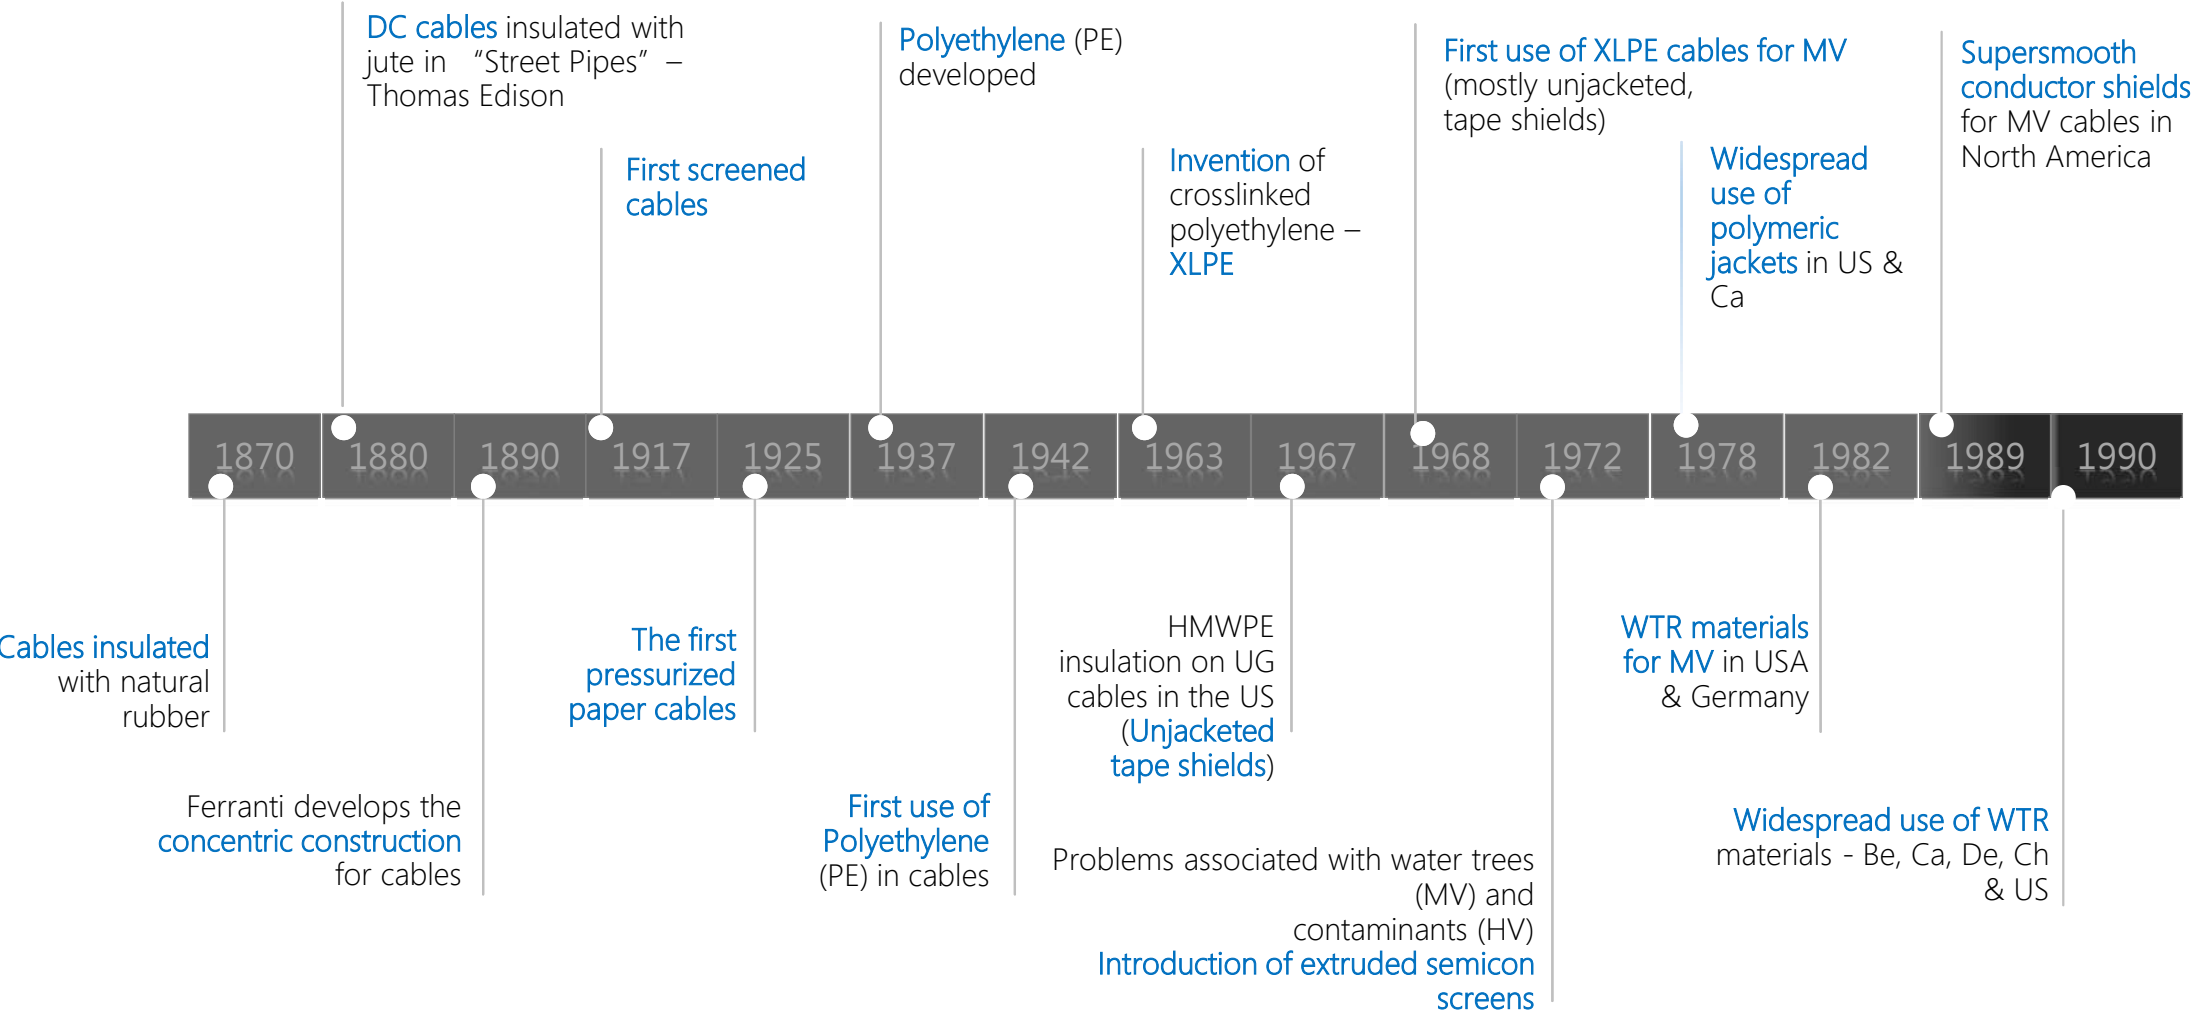 DC cables insulated with
jute in “Street Pipes” –
Thomas Edison
First screened
cables
Polyethylene (PE)
developed
Invention of
crosslinked
polyethylene –
XLPE
First use of XLPE cables for MV
(mostly unjacketed,
tape shields)
Widespread
use of
polymeric
jackets in US &
Ca
Supersmooth
conductor shields
for MV cables in
North America
1870 1880 1890 1917 1925 1937 1942 1963 1967 1968 1972 1978 1982 1989 1990
Cables insulated
with natural
rubber
Ferranti develops the
concentric construction
for cables
The first
pressurized
paper cables
First use of
Polyethylene
(PE) in cables
HMWPE
insulation on UG
cables in the US
(Unjacketed
tape shields)
Problems associated with water trees
(MV) and
contaminants (HV)
Introduction of extruded semicon
screens
WTR materials
for MV in USA
& Germany
Widespread use of WTR
materials - Be, Ca, De, Ch
& US